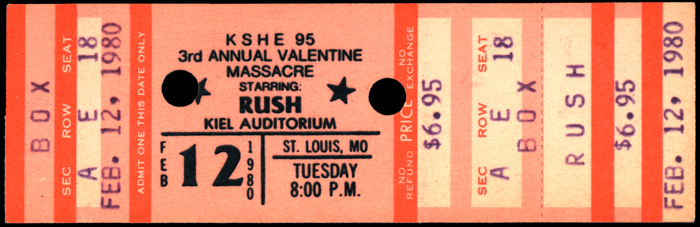 BOX
SEC ROW SEAT
A E 18
FEB. 12, 1980
ADMIT ONE THIS DATE ONLY
KSHE 95
3rd ANNUAL VALENTINE
MASSACRE
STARRING:
RUSH
KIEL AUDITORIUM
FEB 12 1980
ST. LOUIS, MO
TUESDAY
8:00 P.M.
NO REFUND PRICE NO EXCHANGE
$6.95
SEC ROW SEAT
A E 18
BOX
RUSH
$6.95
FEB. 12, 1980